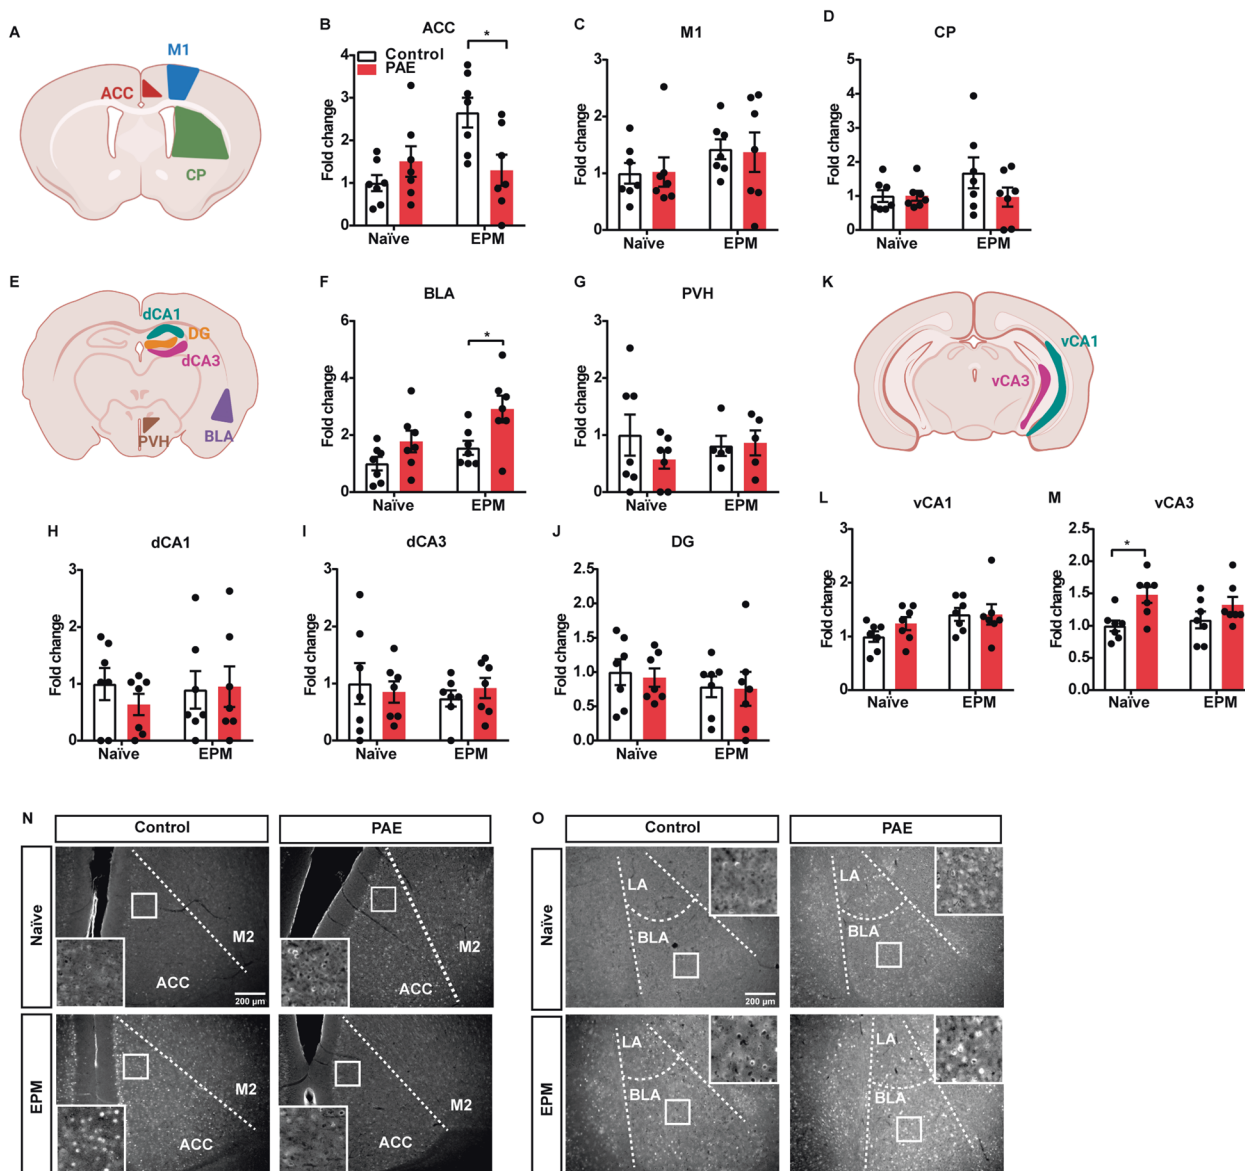 A
M1
ACC
CP
B
ACC
Control
PAE
*
Fold change
4
3
2
1
0
Naïve
EPM
C
M1
Fold change
3
2
1
0
Naïve
EPM
D
CP
Fold change
5
4
2
1
0
Naïve
EPM
E
dCA1
DG
dCA3
PVH
BLA
F
BLA
*
Fold change
6
4
2
0
Naïve
EPM
G
PVH
Fold change
3
2
1
0
Naïve
EPM
K
vCA1
vCA3
H
dCA1
Fold change
3
2
1
0
Naïve
EPM
I
dCA3
Fold change
3
2
1
0
Naïve
EPM
J
DG
Fold change
2.5
2.0
1.5
1.0
0.5
0.0
Naïve
EPM
L
vCA1
Fold change
3
2
1
0
Naïve
EPM
M
vCA3
*
Fold change
2.5
2.0
1.5
1.0
0.5
0.0
Naïve
EPM
N
Control
PAE
Naïve
M2
ACC
200 µm
M2
ACC
EPM
M2
ACC
M2
ACC
O
Control
PAE
Naïve
LA
BLA
200 µm
LA
BLA
EPM
LA
BLA
LA
BLA